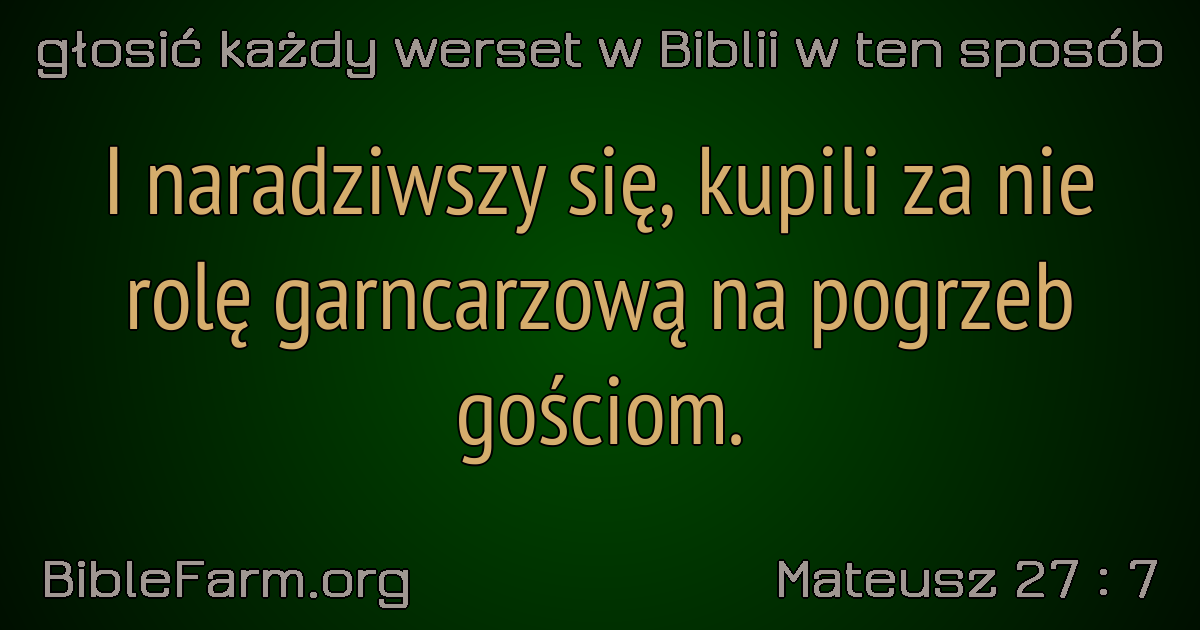 głosić każdy werset w Biblii w ten sposób
I naradziwszy się, kupili za nie
rolę garncarzową na pogrzeb
gościom.
BibleFarm.org
Mateusz 27 : 7